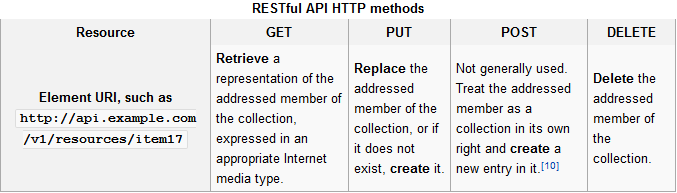 RESTful API HTTP methods
Resource
GET
PUT
POST
DELETE
Element URI, such as
http://api.example.com
/v1/resources/item17
Retrieve a
representation of the
addressed member of
the collection,
expressed in an
appropriate Internet
media type.
Replace the
addressed
member of the
collection, or if
it does not
exist, create it.
Not generally used.
Treat the addressed
member as a
collection in its own
right and create a
new entry in it.[10]
Delete the
addressed
member of
the
collection.